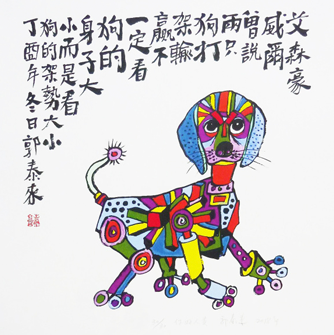 艾森豪
威爾
曾說
兩只
狗打
架輸
贏不
一定看
狗的
身子大
小而是看
狗的架勢大小
丁酉年冬日郭泰來